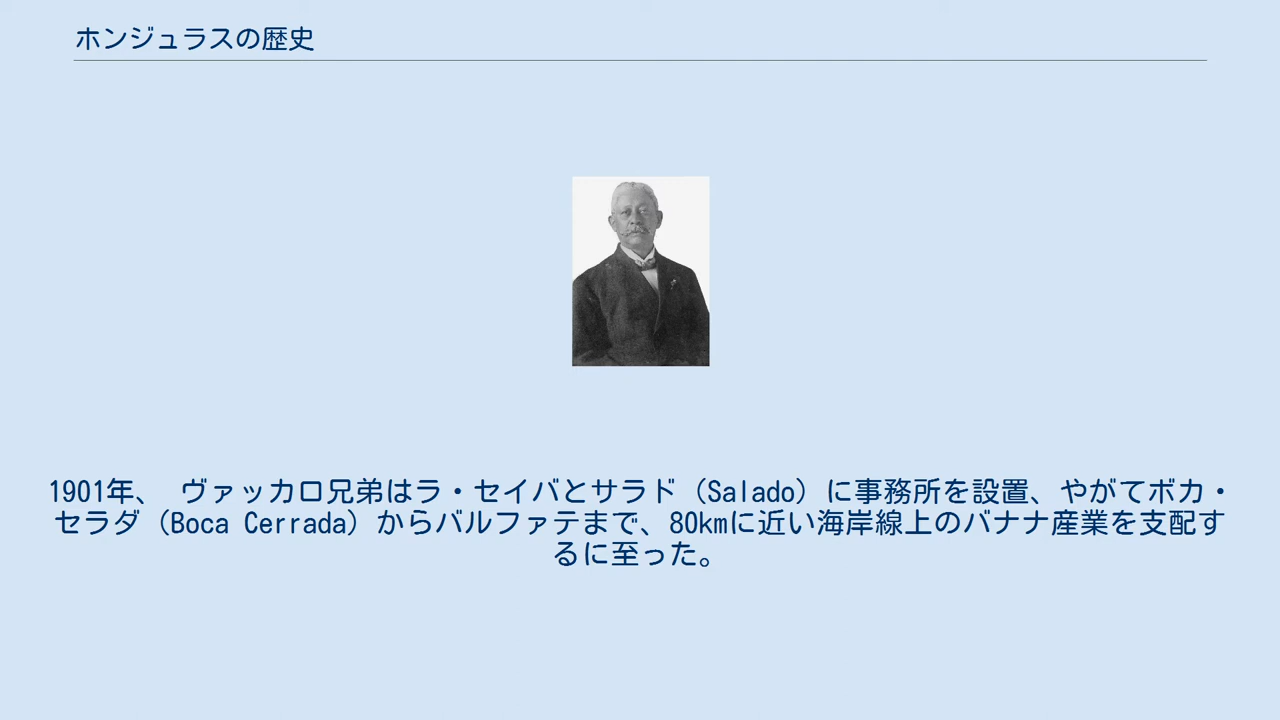 ホンジュラスの歴史
1901年、 ヴァッカロ兄弟はラ・セイバとサラド（Salado）に事務所を設置、やがてボカ・
セラダ（Boca Cerrada）からバルファテまで、80kmに近い海岸線上のバナナ産業を支配す
るに至った。